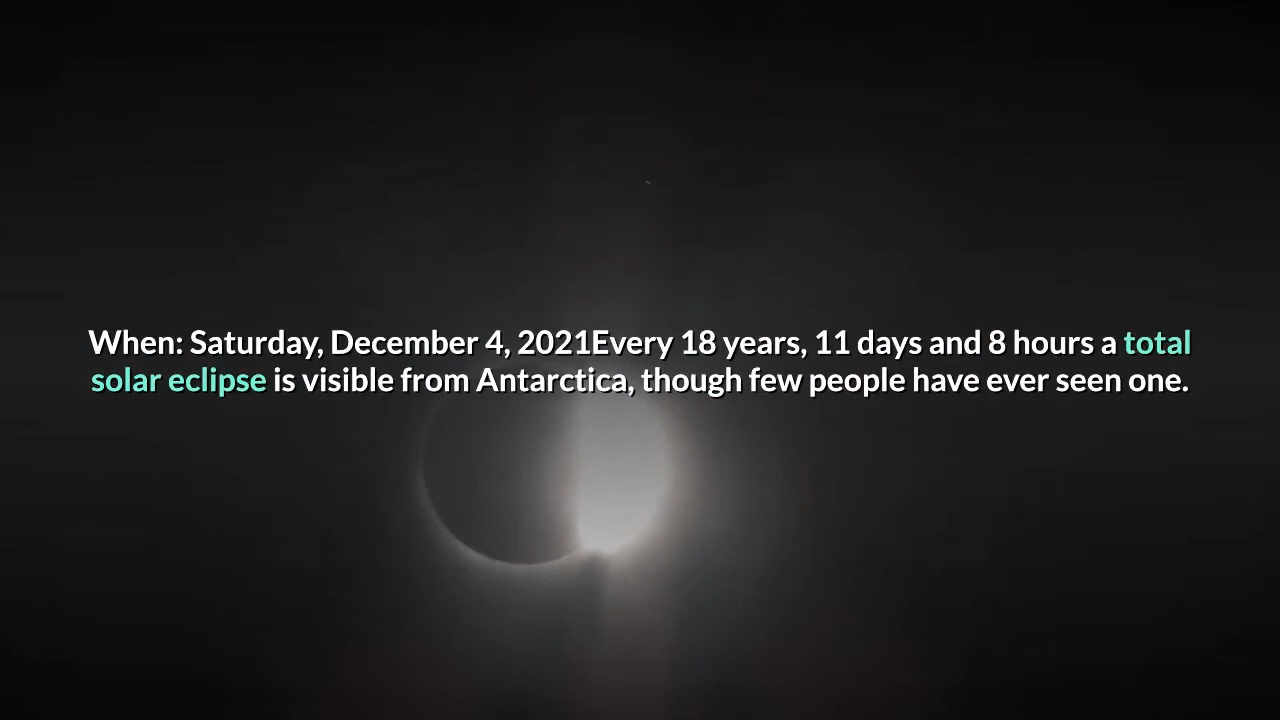 When: Saturday, December 4, 2021Every 18 years, 11 days and 8 hours a total
solar eclipse is visible from Antarctica, though few people have ever seen one.